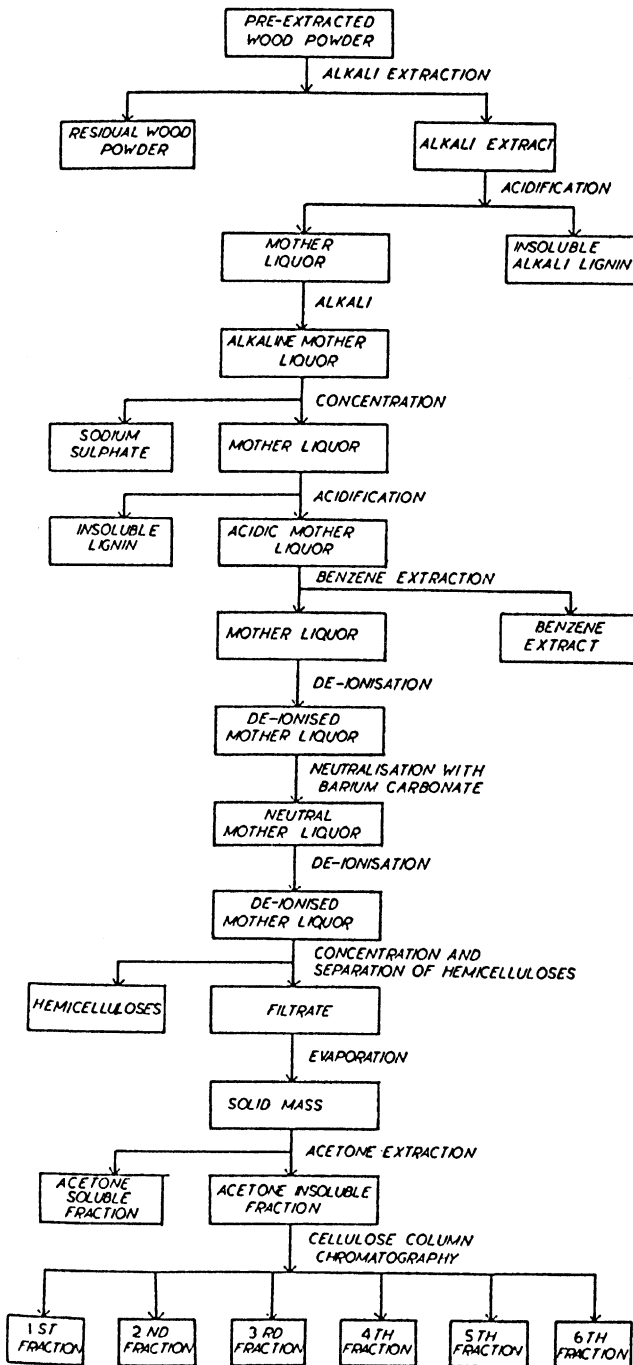 PRE-EXTRACTED
WOOD POWDER
ALKALI EXTRACTION
RESIDUAL WOOD
POWDER
ALKALI EXTRACT
ACIDIFICATION
MOTHER
LIQUOR
INSOLUBLE
ALKALI LIGNIN
ALKALI
ALKALINE MOTHER
LIQUOR
CONCENTRATION
SODIUM
SULPHATE
MOTHER LIQUOR
ACIDIFICATION
INSOLUBLE
LIGNIN
ACIDIC MOTHER
LIQUOR
BENZENE EXTRACTION
MOTHER LIQUOR
BENZENE
EXTRACT
DE-IONISATION
DE-IONISED
MOTHER LIQUOR
NEUTRALISATION WITH
BARIUM CARBONATE
NEUTRAL
MOTHER LIQUOR
DE-IONISATION
DE-IONISED
MOTHER LIQUOR
CONCENTRATION AND
SEPARATION OF HEMICELLULOSES
HEMICELLULOSES
FILTRATE
EVAPORATION
SOLID MASS
ACETONE EXTRACTION
ACETONE
SOLUBLE
FRACTION
ACETONE INSOLUBLE
FRACTION
CELLULOSE COLUMN
CHROMATOGRAPHY
1 ST
FRACTION
2 ND
FRACTION
3 RD
FRACTION
4 TH
FRACTION
5 TH
FRACTION
6 TH
FRACTION